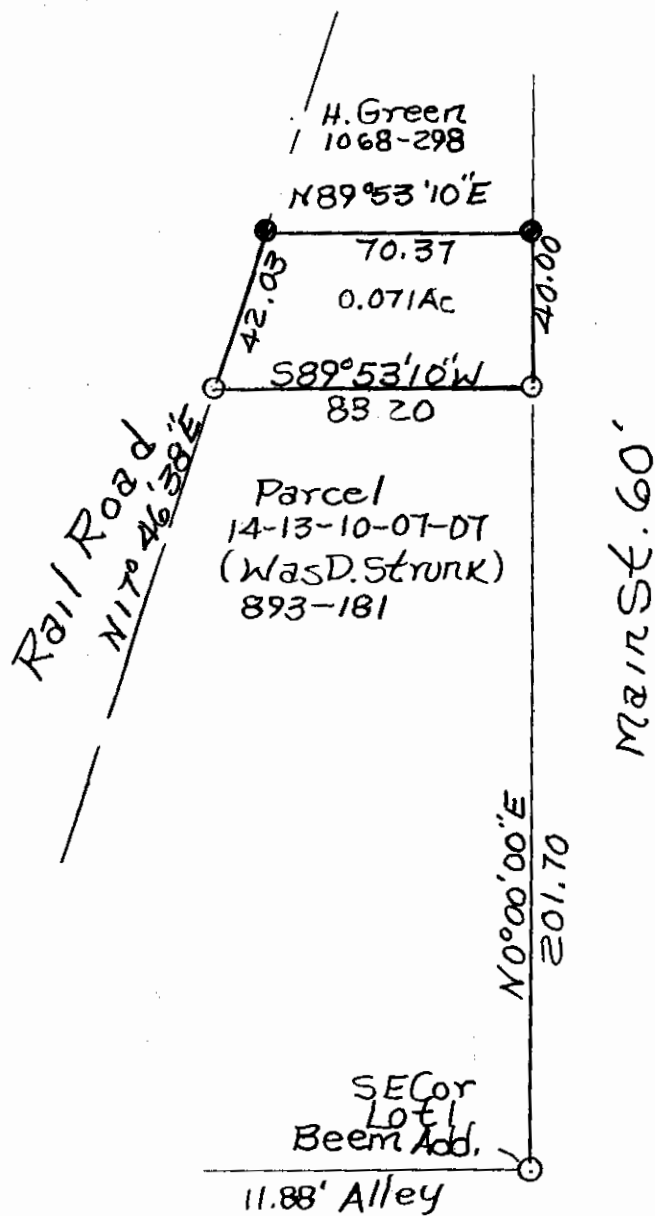 H. Green
1068-298
N89°53'10"E
70.37
42.03
40.00
0.071Ac
S89°53'10"W
83.20
Rail Road
N17°46'38"E
Parcel
14-13-10-07-07
(Was D. Strunk)
893-181
Main St. 60'
N0°00'00"E
201.70
SE Cor
Lot 1
Beem Add.
11.88' Alley